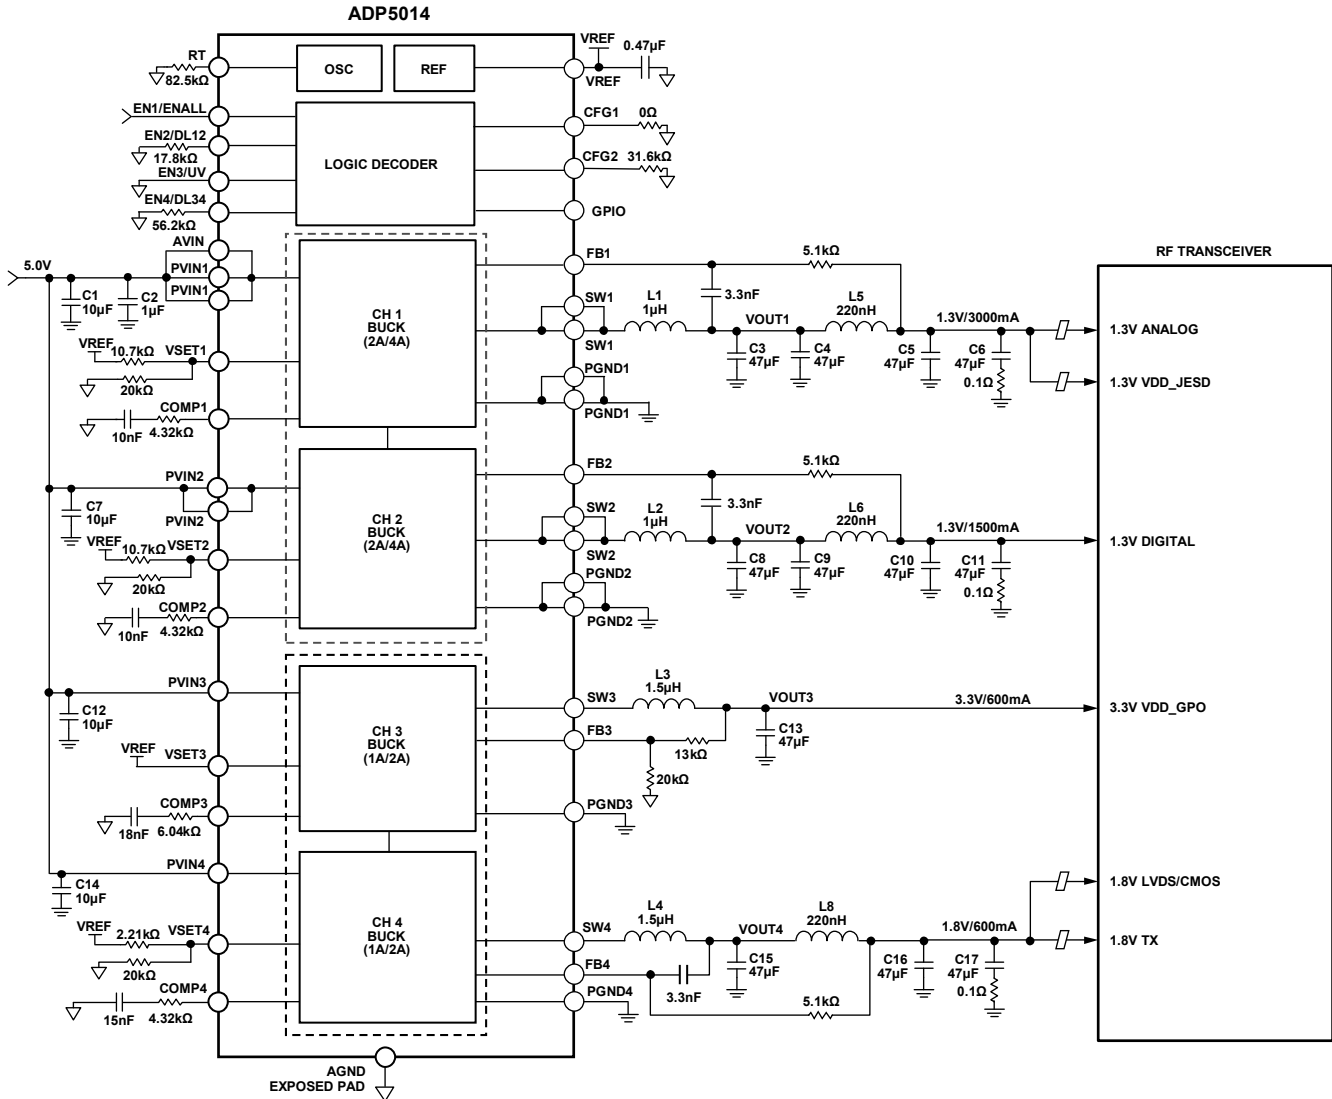 ADP5014
RT
82.5kΩ
OSC
REF
VREF
0.47µF
VREF
EN1/ENALL
EN2/DL12
17.8kΩ
EN3/UV
EN4/DL34
56.2kΩ
LOGIC DECODER
CFG1
0Ω
CFG2
31.6kΩ
GPIO
AVIN
5.0V
PVIN1
PVIN1
C1
10µF
C2
1µF
VREF
10.7kΩ
VSET1
20kΩ
COMP1
10nF
4.32kΩ
CH 1
BUCK
(2A/4A)
FB1
5.1kΩ
3.3nF
SW1
SW1
L1
1µH
VOUT1
L5
220nH
1.3V/3000mA
C3
47µF
C4
47µF
C5
47µF
C6
47µF
0.1Ω
PGND1
PGND1
RF TRANSCEIVER
1.3V ANALOG
1.3V VDD_JESD
PVIN2
PVIN2
C7
10µF
VREF
10.7kΩ
VSET2
20kΩ
COMP2
10nF
4.32kΩ
CH 2
BUCK
(2A/4A)
FB2
5.1kΩ
3.3nF
SW2
SW2
L2
1µH
VOUT2
L6
220nH
1.3V/1500mA
C8
47µF
C9
47µF
C10
47µF
C11
47µF
0.1Ω
PGND2
PGND2
1.3V DIGITAL
PVIN3
C12
10µF
VREF
VSET3
COMP3
18nF
6.04kΩ
CH 3
BUCK
(1A/2A)
SW3
L3
1.5µH
VOUT3
3.3V/600mA
FB3
13kΩ
C13
47µF
20kΩ
PGND3
3.3V VDD_GPO
PVIN4
C14
10µF
VREF
2.21kΩ
VSET4
20kΩ
COMP4
15nF
4.32kΩ
CH 4
BUCK
(1A/2A)
SW4
L4
1.5µH
VOUT4
L8
220nH
1.8V/600mA
FB4
3.3nF
C15
47µF
C16
47µF
C17
47µF
0.1Ω
PGND4
5.1kΩ
1.8V LVDS/CMOS
1.8V TX
AGND
EXPOSED PAD